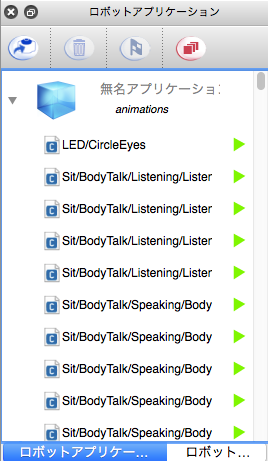 ロボットアプリケーション
無名アプリケーション
animations
LED/CircleEyes
Sit/BodyTalk/Listening/Lister
Sit/BodyTalk/Listening/Lister
Sit/BodyTalk/Listening/Lister
Sit/BodyTalk/Listening/Lister
Sit/BodyTalk/Speaking/Body
Sit/BodyTalk/Speaking/Body
Sit/BodyTalk/Speaking/Body
Sit/BodyTalk/Speaking/Body
Sit/BodyTalk/Speaking/Body
ロボットアプリケー... ロボット...